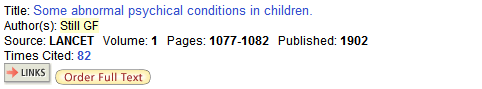 Title: Some abnormal psychical conditions in children.
Author(s): Still GF
Source: LANCET Volume: 1 Pages: 1077-1082 Published: 1902
Times Cited: 82
LINKS Order Full Text